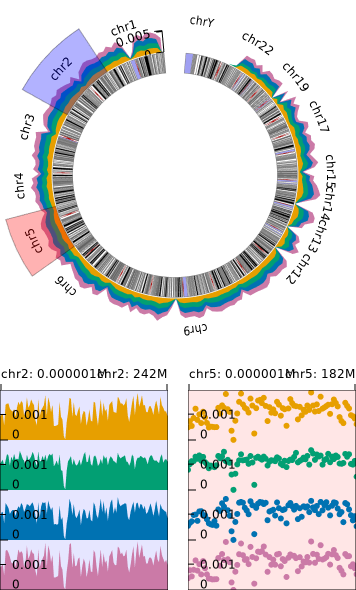 chrY
chr1
0.005
0
chr22
chr2
chr19
chr17
chr3
chr15
chr4
chr14
chr5
chr13
chr12
chr6
chr9
chr2: 0.000001M
chr2: 242M
chr5: 0.000001M
chr5: 182M
0.001
0
0.001
0
0.001
0
0.001
0
0.001
0
0.001
0
0.001
0
0.001
0